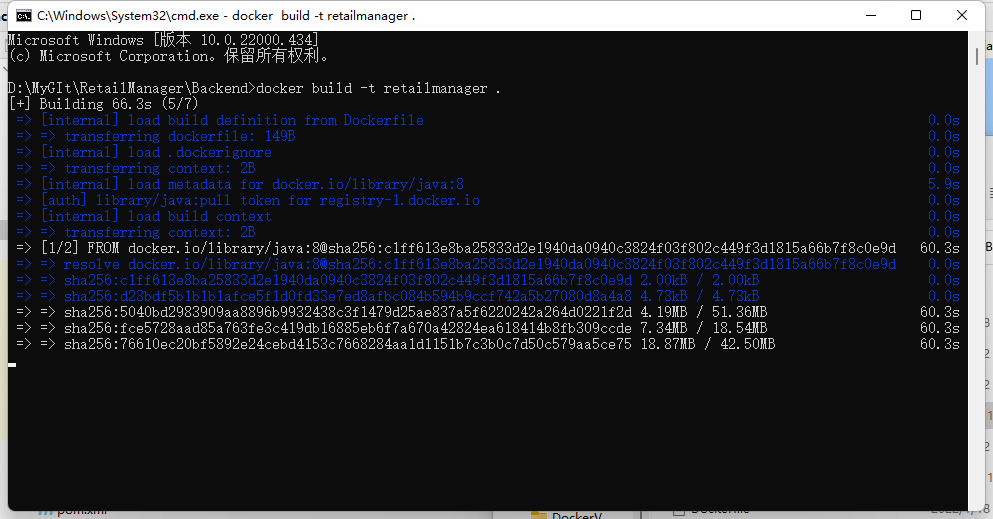 C:\Windows\System32\cmd.exe - docker  build -t retailmanager .
Microsoft Windows [版本 10.0.22000.434]
(c) Microsoft Corporation。保留所有权利。
D:\MyGIt\RetailManager\Backend>docker build -t retailmanager .
[+] Building 66.3s (5/7)
=> [internal] load build definition from Dockerfile 0.0s
=> => transferring dockerfile: 149B 0.0s
=> [internal] load .dockerignore 0.0s
=> => transferring context: 2B 0.0s
=> [internal] load metadata for docker.io/library/java:8 5.9s
=> [auth] library/java:pull token for registry-1.docker.io 0.0s
=> [internal] load build context 0.0s
=> => transferring context: 2B 0.0s
=> [1/2] FROM docker.io/library/java:8@sha256:c1ff613e8ba25833d2e1940da0940c3824f03f802c449f3d1815a66b7f8c0e9d 60.3s
=> => resolve docker.io/library/java:8@sha256:c1ff613e8ba25833d2e1940da0940c3824f03f802c449f3d1815a66b7f8c0e9d 0.0s
=> => sha256:c1ff613e8ba25833d2e1940da0940c3824f03f802c449f3d1815a66b7f8c0e9d 2.00kB / 2.00kB 0.0s
=> => sha256:d23bdf5b1b1b1afce5f1d0fd33e7ed8afbc084b594b9ccf742a5b27080d8a4a8 4.73kB / 4.73kB 0.0s
=> => sha256:5040bd2983909aa8896b9932438c3f1479d25ae837a5f6220242a264d0221f2d 4.19MB / 51.36MB 60.3s
=> => sha256:fce5728aad85a763fe3c419db16885eb6f7a670a42824ea618414b8fb309ccde 7.34MB / 18.54MB 60.3s
=> => sha256:76610ec20bf5892e24cebd4153c7668284aa1d1151b7c3b0c7d50c579aa5ce75 18.87MB / 42.50MB 60.3s
pom.xml
DockerV
Dockerfile